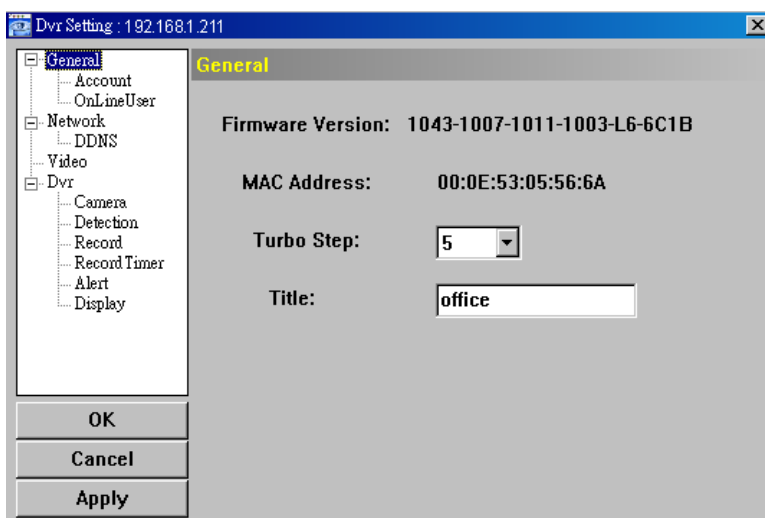 Dvr Setting : 192.168.1.211
General
Account
OnLineUser
Network
DDNS
Video
Dvr
Camera
Detection
Record
Record Timer
Alert
Display
OK
Cancel
Apply
General
Firmware Version: 1043-1007-1011-1003-L6-6C1B
MAC Address: 00:0E:53:05:56:6A
Turbo Step: 5
Title: office